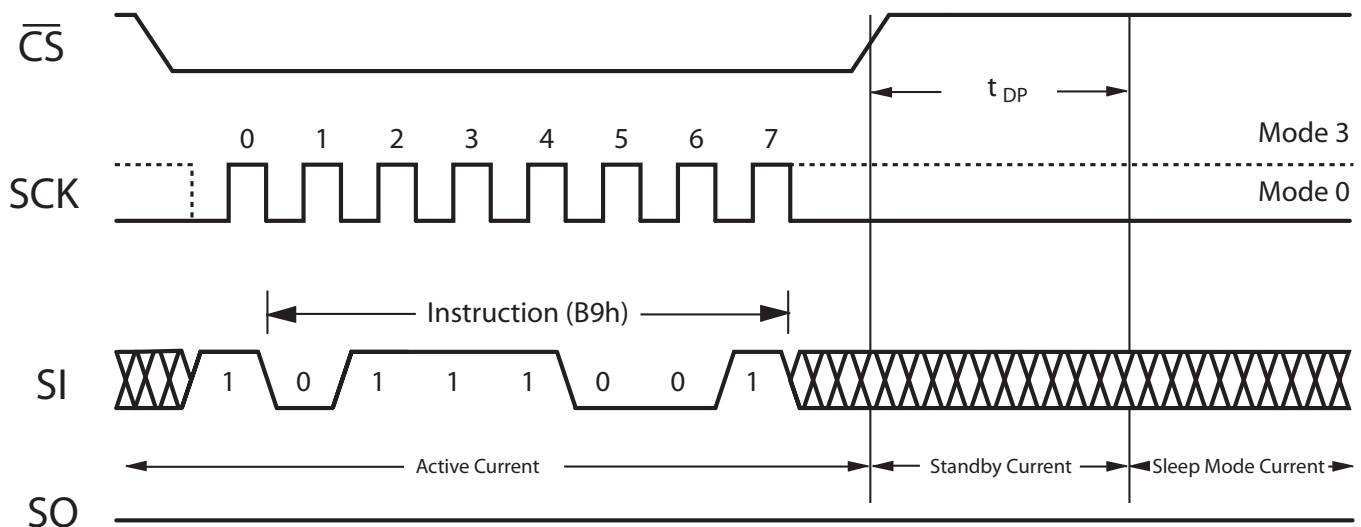 CS
t DP
0 1 2 3 4 5 6 7
Mode 3
SCK
Mode 0
Instruction (B9h)
SI
1 0 1 1 1 0 0 1
Active Current
Standby Current
Sleep Mode Current
SO